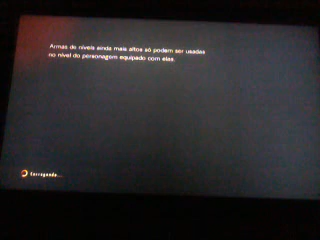 Armas de níveis ainda mais altos só podem ser usadas
no nível do personagem equipado com elas.
Carregando...